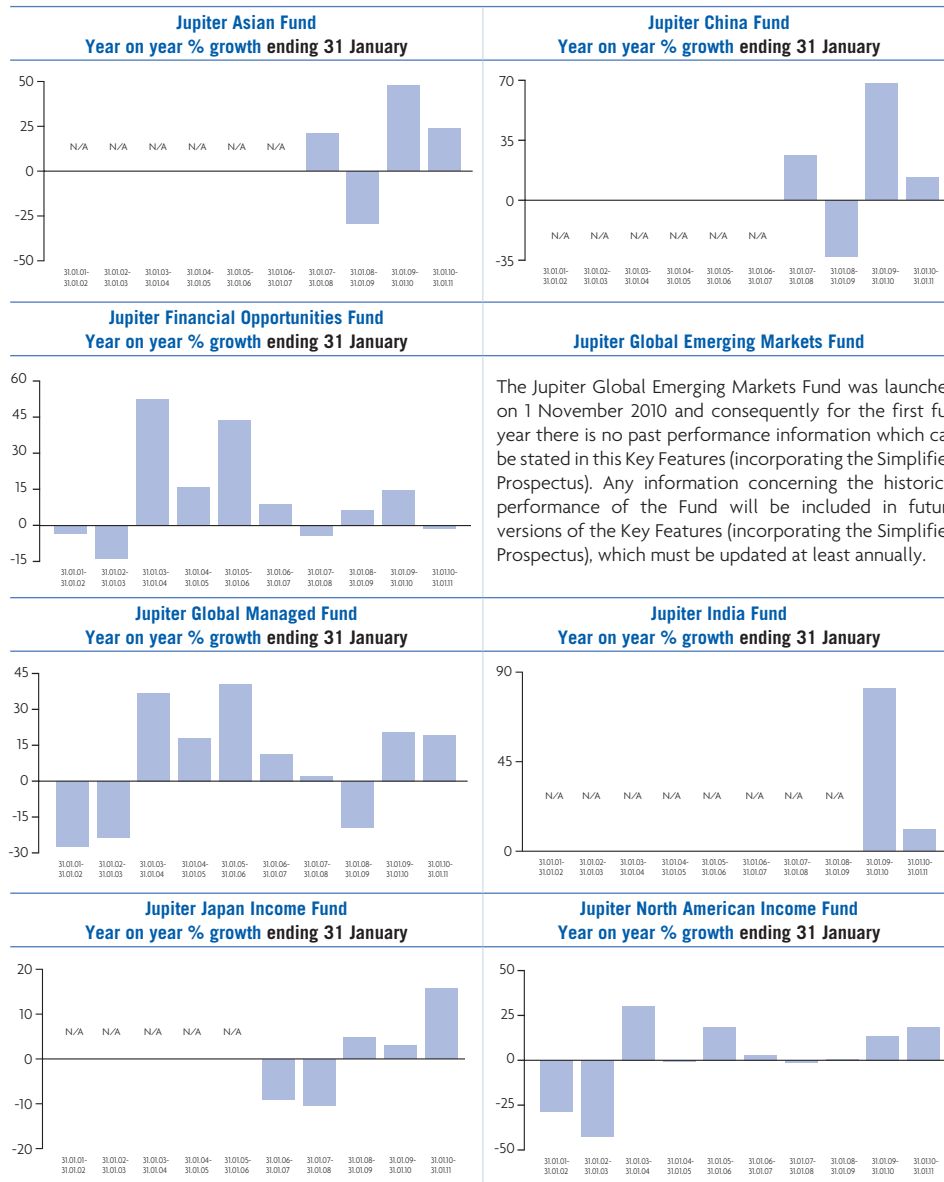 Jupiter Asian Fund
Year on year % growth ending 31 January
50
25
0
-25
-50
N/A N/A N/A N/A N/A N/A
31.01.01- 31.01.02- 31.01.03- 31.01.04- 31.01.05- 31.01.06- 31.01.07- 31.01.08- 31.01.09- 31.01.10-
31.01.02 31.01.03 31.01.04 31.01.05 31.01.06 31.01.07 31.01.08 31.01.09 31.01.10 31.01.11
Jupiter China Fund
Year on year % growth ending 31 January
70
35
0
-35
N/A N/A N/A N/A N/A N/A
31.01.01- 31.01.02- 31.01.03- 31.01.04- 31.01.05- 31.01.06- 31.01.07- 31.01.08- 31.01.09- 31.01.10-
31.01.02 31.01.03 31.01.04 31.01.05 31.01.06 31.01.07 31.01.08 31.01.09 31.01.10 31.01.11
Jupiter Financial Opportunities Fund
Year on year % growth ending 31 January
60
45
30
15
0
-15
31.01.01- 31.01.02- 31.01.03- 31.01.04- 31.01.05- 31.01.06- 31.01.07- 31.01.08- 31.01.09- 31.01.10-
31.01.02 31.01.03 31.01.04 31.01.05 31.01.06 31.01.07 31.01.08 31.01.09 31.01.10 31.01.11
Jupiter Global Emerging Markets Fund
The Jupiter Global Emerging Markets Fund was launche
on 1 November 2010 and consequently for the first fu
year there is no past performance information which ca
be stated in this Key Features (incorporating the Simplifie
Prospectus). Any information concerning the historic
performance of the Fund will be included in futur
versions of the Key Features (incorporating the Simplifie
Prospectus), which must be updated at least annually.
Jupiter Global Managed Fund
Year on year % growth ending 31 January
45
30
15
0
-15
-30
31.01.01- 31.01.02- 31.01.03- 31.01.04- 31.01.05- 31.01.06- 31.01.07- 31.01.08- 31.01.09- 31.01.10-
31.01.02 31.01.03 31.01.04 31.01.05 31.01.06 31.01.07 31.01.08 31.01.09 31.01.10 31.01.11
Jupiter India Fund
Year on year % growth ending 31 January
90
45
0
N/A N/A N/A N/A N/A N/A N/A N/A
31.01.01- 31.01.02- 31.01.03- 31.01.04- 31.01.05- 31.01.06- 31.01.07- 31.01.08- 31.01.09- 31.01.10-
31.01.02 31.01.03 31.01.04 31.01.05 31.01.06 31.01.07 31.01.08 31.01.09 31.01.10 31.01.11
Jupiter Japan Income Fund
Year on year % growth ending 31 January
20
10
0
-10
-20
N/A N/A N/A N/A N/A
31.01.01- 31.01.02- 31.01.03- 31.01.04- 31.01.05- 31.01.06- 31.01.07- 31.01.08- 31.01.09- 31.01.10-
31.01.02 31.01.03 31.01.04 31.01.05 31.01.06 31.01.07 31.01.08 31.01.09 31.01.10 31.01.11
Jupiter North American Income Fund
Year on year % growth ending 31 January
50
25
0
-25
-50
31.01.01- 31.01.02- 31.01.03- 31.01.04- 31.01.05- 31.01.06- 31.01.07- 31.01.08- 31.01.09- 31.01.10-
31.01.02 31.01.03 31.01.04 31.01.05 31.01.06 31.01.07 31.01.08 31.01.09 31.01.10 31.01.11